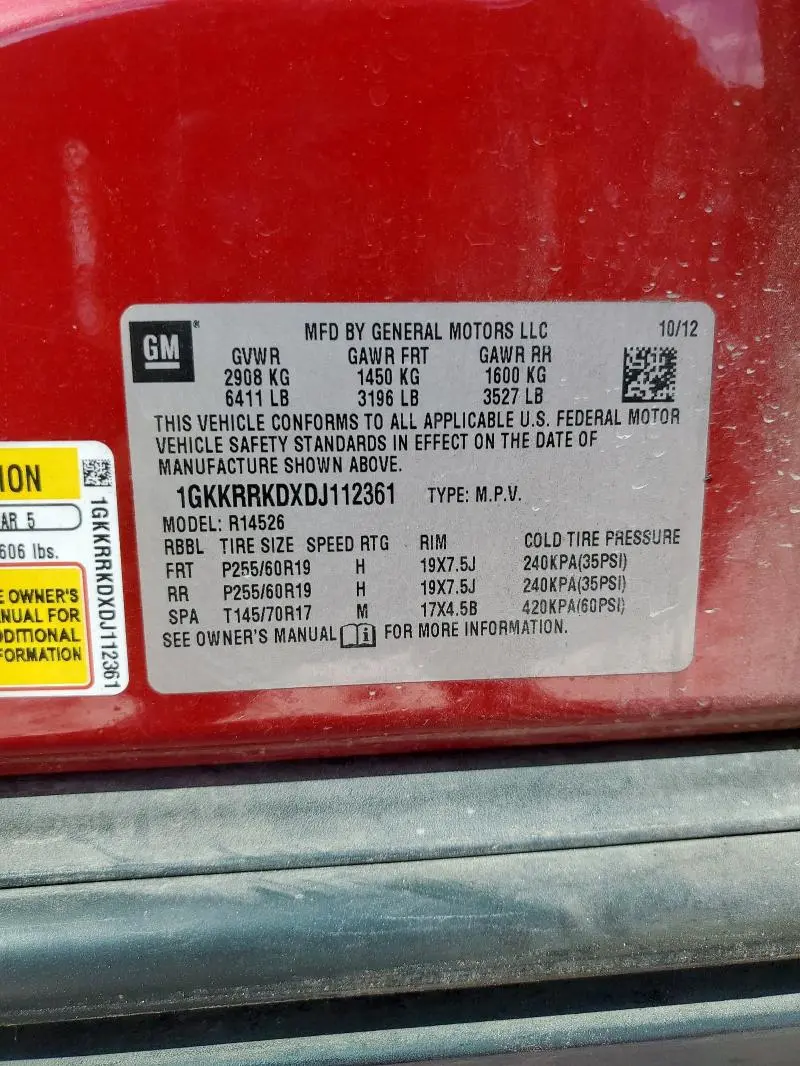 GM
MFD BY GENERAL MOTORS LLC 10/12
GVWR GAWR FRT GAWR RR
2908 KG 1450 KG 1600 KG
6411 LB 3196 LB 3527 LB
THIS VEHICLE CONFORMS TO ALL APPLICABLE U.S. FEDERAL MOTOR
VEHICLE SAFETY STANDARDS IN EFFECT ON THE DATE OF
MANUFACTURE SHOWN ABOVE.
1GKKRRKDXDJ112361 TYPE: M.P.V.
MODEL: R14526
RBBL TIRE SIZE SPEED RTG RIM COLD TIRE PRESSURE
FRT P255/60R19 H 19X7.5J 240KPA(35PSI)
RR P255/60R19 H 19X7.5J 240KPA(35PSI)
SPA T145/70R17 M 17X4.5B 420KPA(60PSI)
SEE OWNER'S MANUAL i FOR MORE INFORMATION.
ION
AR 5
606 lbs.
E OWNER'S
NUAL FOR
DDITIONAL
FORMATION
1GKKRRKDXDJ112361